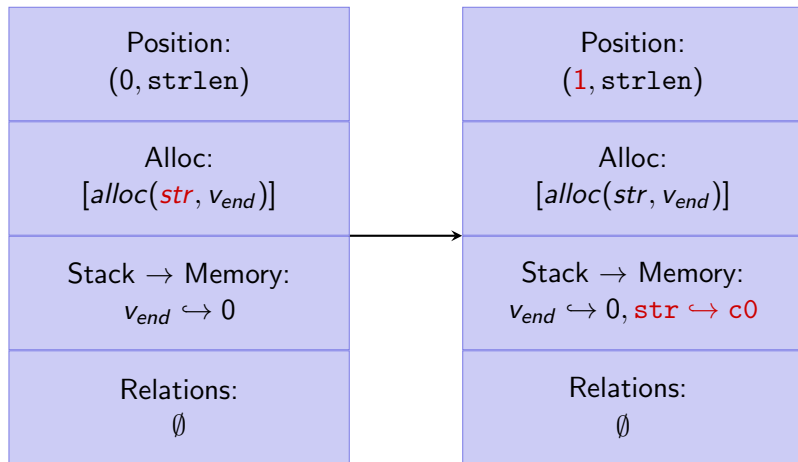 Position:
(0, strlen)
Alloc:
[alloc(str, v_end)]
Stack → Memory:
v_end ↪ 0
Relations:
∅
Position:
(1, strlen)
Alloc:
[alloc(str, v_end)]
Stack → Memory:
v_end ↪ 0, str ↪ c0
Relations:
∅